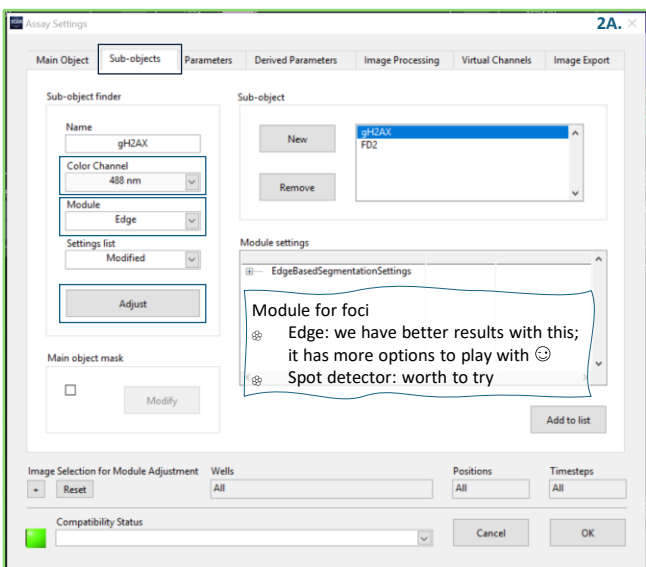 Assay Settings
2A.
Main Object
Sub-objects
Parameters
Derived Parameters
Image Processing
Virtual Channels
Image Export
Sub-object finder
Name
gH2AX
Color Channel
488 nm
Module
Edge
Settings list
Modified
Adjust
Main object mask
Modify
Sub-object
New
Remove
gH2AX
FD2
Module settings
EdgeBasedSegmentationSettings
Module for foci
Edge: we have better results with this;
it has more options to play with ☺
Spot detector: worth to try
Add to list
Image Selection for Module Adjustment
+
Reset
Wells
All
Positions
All
Timesteps
All
Compatibility Status
Cancel
OK